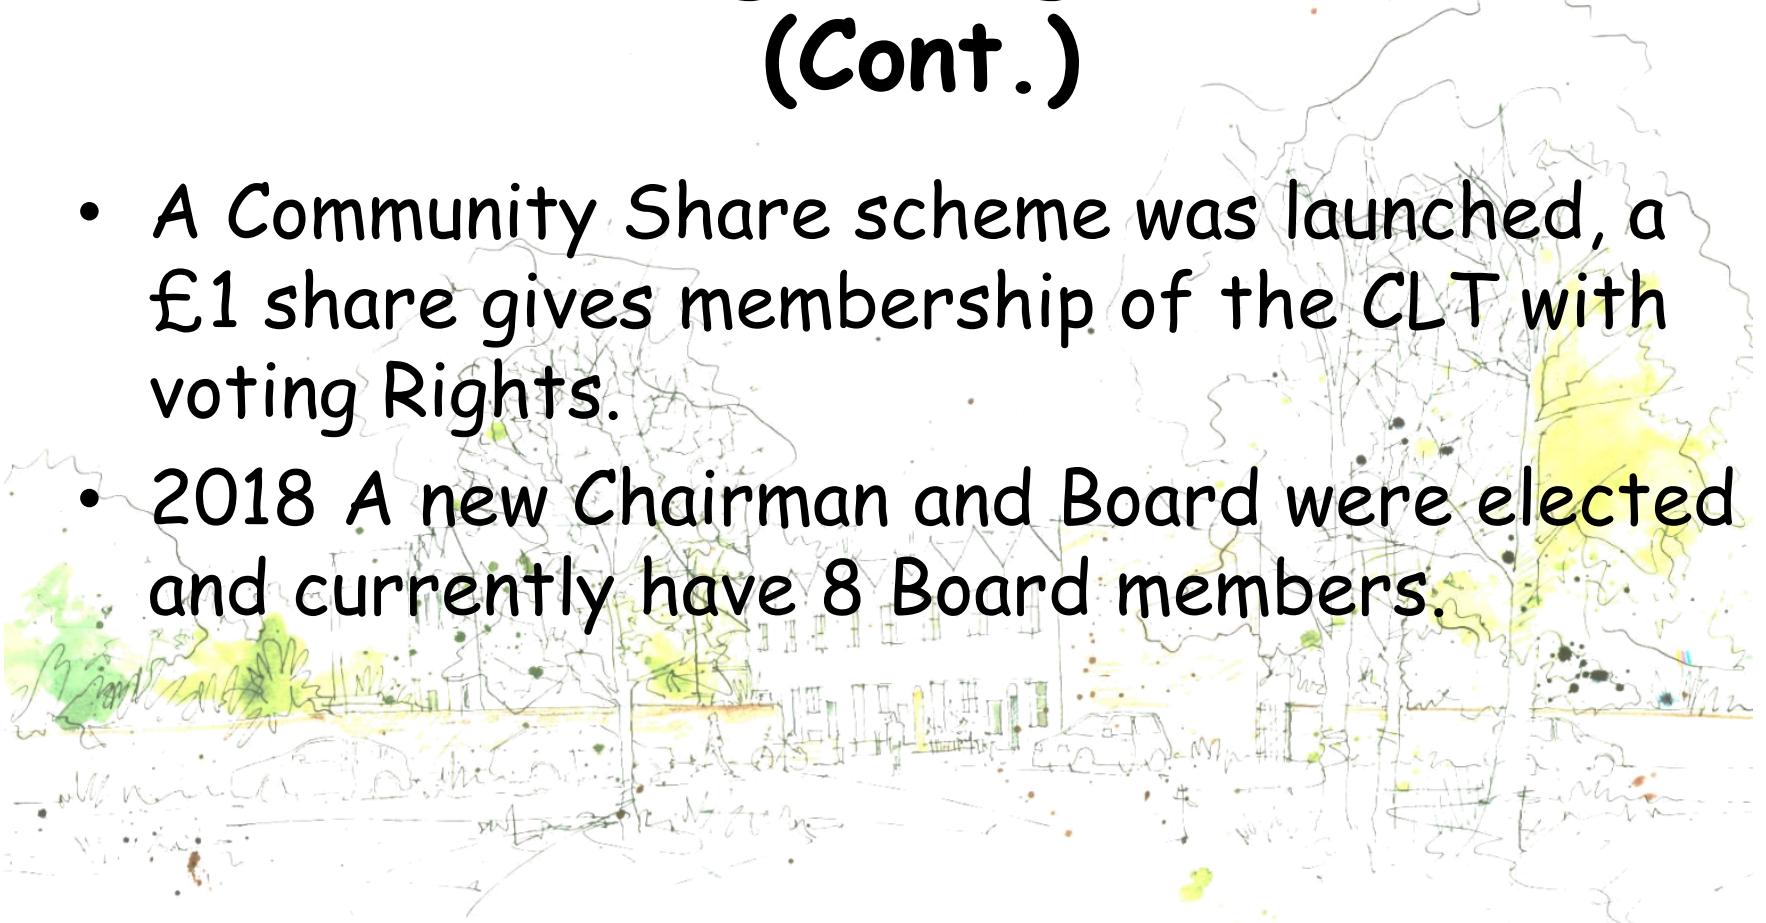 (Cont.)
• A Community Share scheme was launched, a
£1 share gives membership of the CLT with
voting Rights.
• 2018 A new Chairman and Board were elected
and currently have 8 Board members.